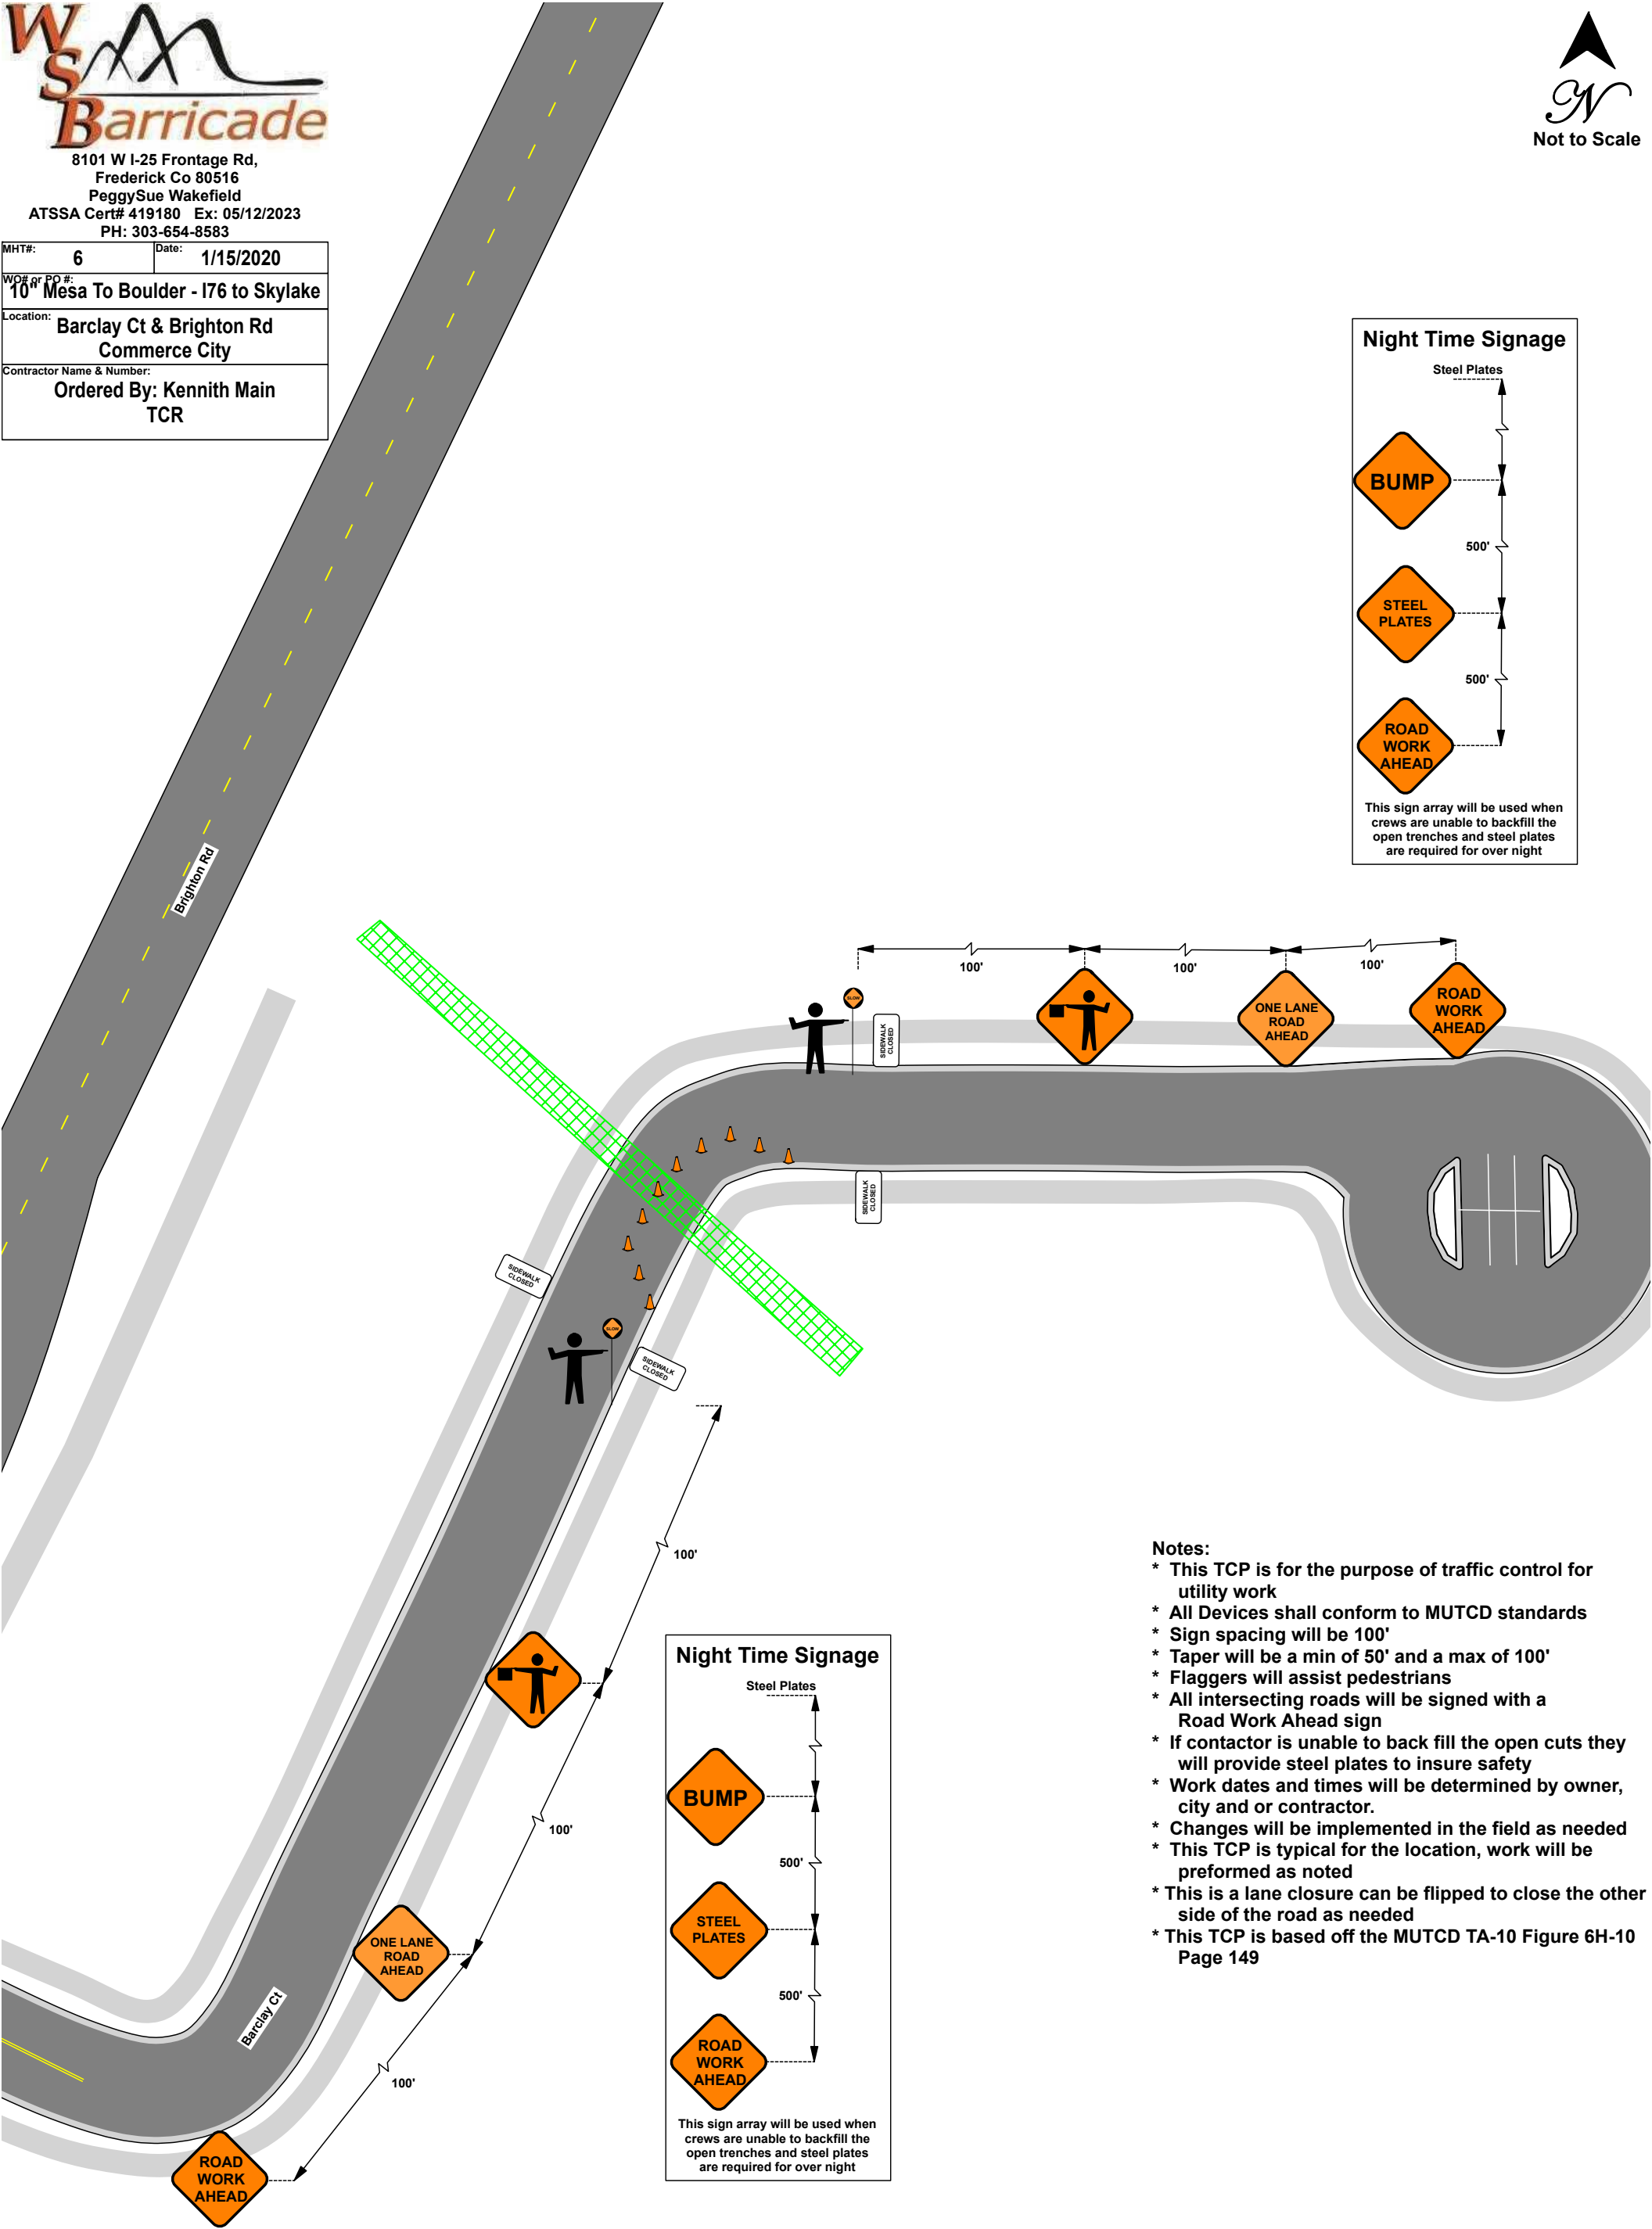 WSB
Barricade
8101 W I-25 Frontage Rd,
Frederick Co 80516
PeggySue Wakefield
ATSSA Cert# 419180 Ex: 05/12/2023
PH: 303-654-8583
MHT#: 6 Date: 1/15/2020
WO# or PO #:
10" Mesa To Boulder - I76 to Skylake
Location: Barclay Ct & Brighton Rd
Commerce City
Contractor Name & Number:
Ordered By: Kennith Main
TCR
N
Not to Scale
Night Time Signage
Steel Plates
BUMP
500'
STEEL
PLATES
500'
ROAD
WORK
AHEAD
This sign array will be used when
crews are unable to backfill the
open trenches and steel plates
are required for over night
Brighton Rd
100'
100'
100'
SLOW
SIDEWALK
CLOSED
ONE LANE
ROAD
AHEAD
ROAD
WORK
AHEAD
SIDEWALK
CLOSED
SIDEWALK
CLOSED
SLOW
SIDEWALK
CLOSED
100'
100'
ONE LANE
ROAD
AHEAD
Barclay Ct
100'
ROAD
WORK
AHEAD
Night Time Signage
Steel Plates
BUMP
500'
STEEL
PLATES
500'
ROAD
WORK
AHEAD
This sign array will be used when
crews are unable to backfill the
open trenches and steel plates
are required for over night
Notes:
* This TCP is for the purpose of traffic control for
utility work
* All Devices shall conform to MUTCD standards
* Sign spacing will be 100'
* Taper will be a min of 50' and a max of 100'
* Flaggers will assist pedestrians
* All intersecting roads will be signed with a
Road Work Ahead sign
* If contactor is unable to back fill the open cuts they
will provide steel plates to insure safety
* Work dates and times will be determined by owner,
city and or contractor.
* Changes will be implemented in the field as needed
* This TCP is typical for the location, work will be
preformed as noted
* This is a lane closure can be flipped to close the other
side of the road as needed
* This TCP is based off the MUTCD TA-10 Figure 6H-10
Page 149